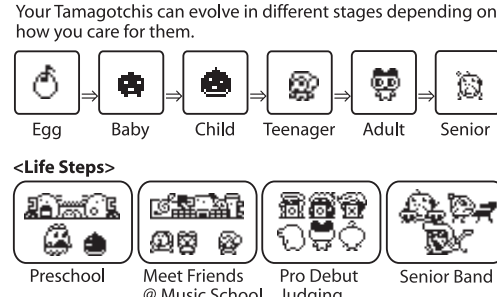 Your Tamagotchis can evolve in different stages depending on
how you care for them.
Egg Baby Child Teenager Adult Senior
<Life Steps>
Preschool Meet Friends Pro Debut Senior Band
@ Music School Judging